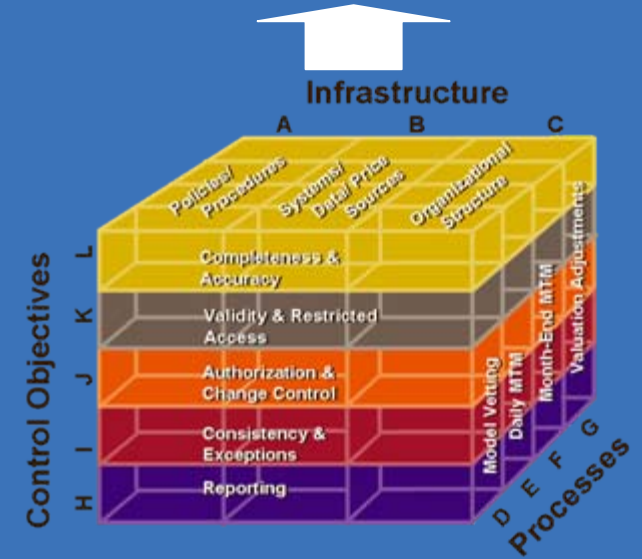 Infrastructure
A B C
Policies/
Procedures
Systems/
Data/ Price
Sources
Organizational
Structure
Control Objectives
L
Completeness &
Accuracy
K
Validity & Restricted
Access
J
Authorization &
Change Control
I
Consistency &
Exceptions
H
Reporting
Model Vetting
Daily MTM
Month-End MTM
Valuation Adjustments
D E F G
Processes